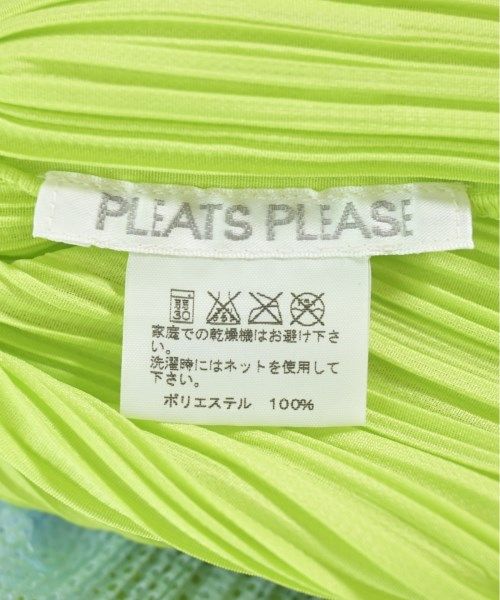 PLEATS PLEASE
家庭での乾燥機はお避け下さ
い。
洗濯時にはネットを使用して
下さい。
ポリエステル 100%